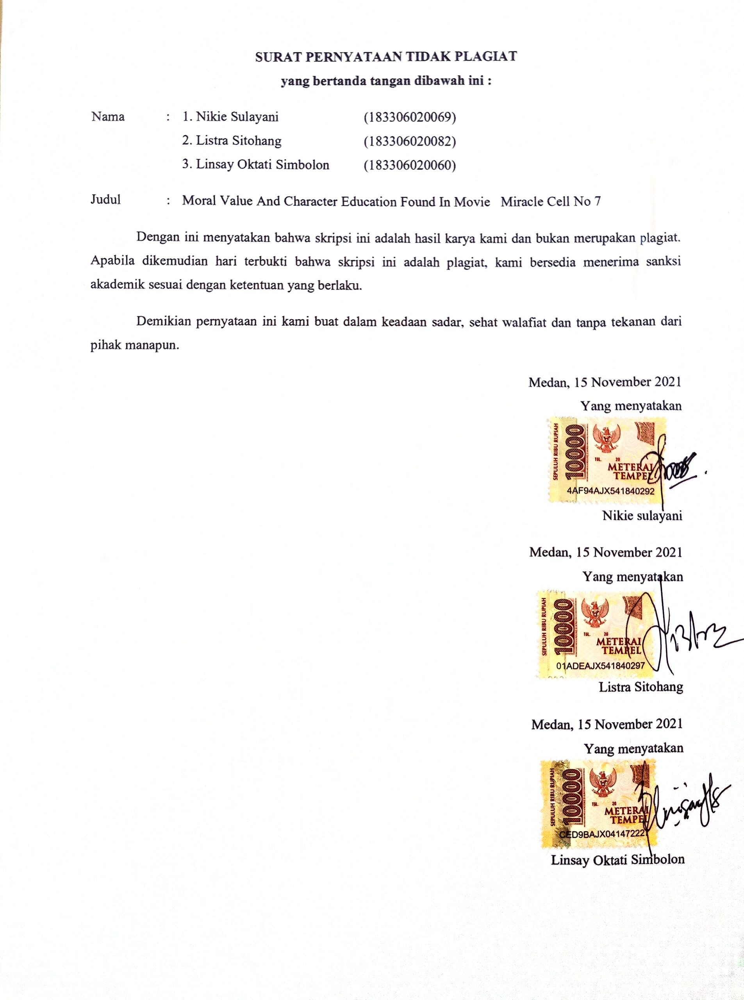 SURAT PERNYATAAN TIDAK PLAGIAT
yang bertanda tangan dibawah ini :
Nama : 1. Nikie Sulayani (183306020069)
2. Listra Sitohang (183306020082)
3. Linsay Oktati Simbolon (183306020060)
Judul : Moral Value And Character Education Found In Movie Miracle Cell No 7
Dengan ini menyatakan bahwa skripsi ini adalah hasil karya kami dan bukan merupakan plagiat.
Apabila dikemudian hari terbukti bahwa skripsi ini adalah plagiat, kami bersedia menerima sanksi
akademik sesuai dengan ketentuan yang berlaku.
Demikian pernyataan ini kami buat dalam keadaan sadar, sehat walafiat dan tanpa tekanan dari
pihak manapun.
Medan, 15 November 2021
Yang menyatakan
SEPULUH RIBU RUPIAH
10000
TGL. 20
METERAI
TEMPEL
4AF94AJX541840292
Nikie sulayani
Medan, 15 November 2021
Yang menyatakan
SEPULUH RIBU RUPIAH
10000
TGL. 20
METERAI
TEMPEL
01ADEAJX541840297
Listra Sitohang
Medan, 15 November 2021
Yang menyatakan
SEPULUH RIBU RUPIAH
10000
TGL. 20
METERAI
TEMPEL
Linsay Oktati Simbolon